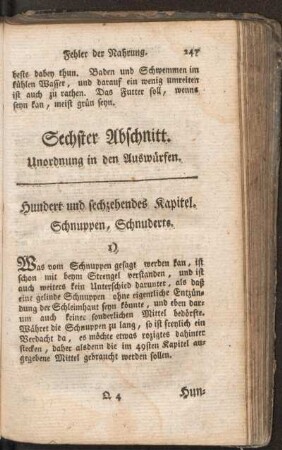 Fehler der Nahrung. 247
beste dabey thun. Baden und Schwemmen im
kühlen Wasser, und darauf ein wenig umreiten
ist auch zu rathen. Das Futter soll, wenns
seyn kan, meist grün seyn.
Sechster Abschnitt.
Unordnung in den Auswürfen.
Hundert und sechzehendes Kapitel.
Schnuppen, Schnuderts.
Was vom Schnuppen gesagt werden kan, ist
schon mit beym Strengel verstanden, und ist
auch weiters kein Unterschied darunter, als daß
eine gelinde Schnuppen ohne eigentliche Entzün-
dung der Schleimhaut seyn könnte, und eben dar-
um auch keiner sonderlichen Mittel bedörfte.
Währet die Schnuppen zu lang, so ist freylich ein
Verdacht da, es möchte etwas roziges dahinter
stecken, daher alsdenn die im 49sten Kapitel an-
gegebene Mittel gebraucht werden sollen.
Q 4 Hun-